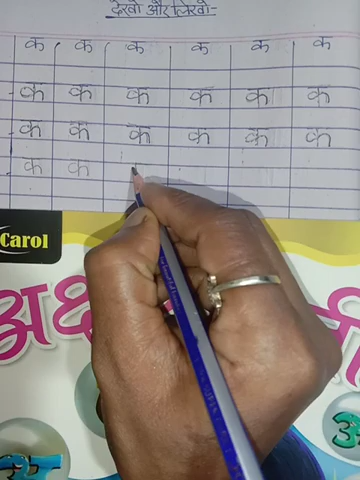 देखो और लिखो-
क क क क क क
क क क क क क
क क क क क क
क क
Carol